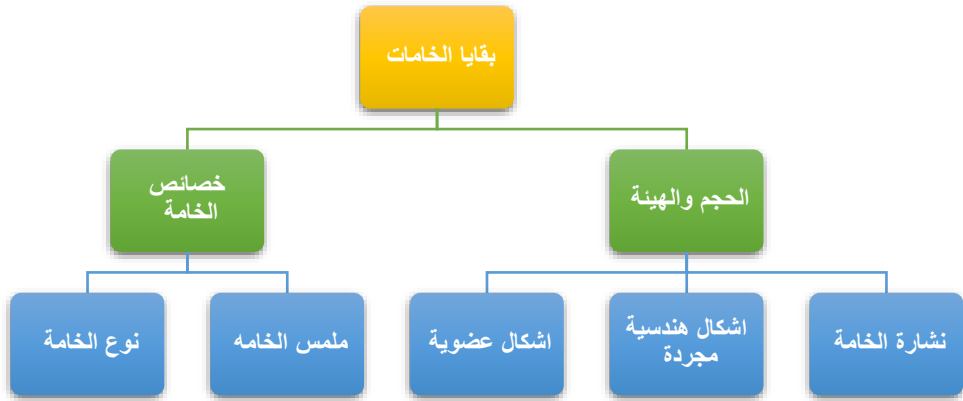 بقايا الخامات
الحجم والهيئة
خصائص
الخامة
نشارة الخامة
اشكال هندسية
مجردة
اشكال عضوية
ملمس الخامه
نوع الخامة